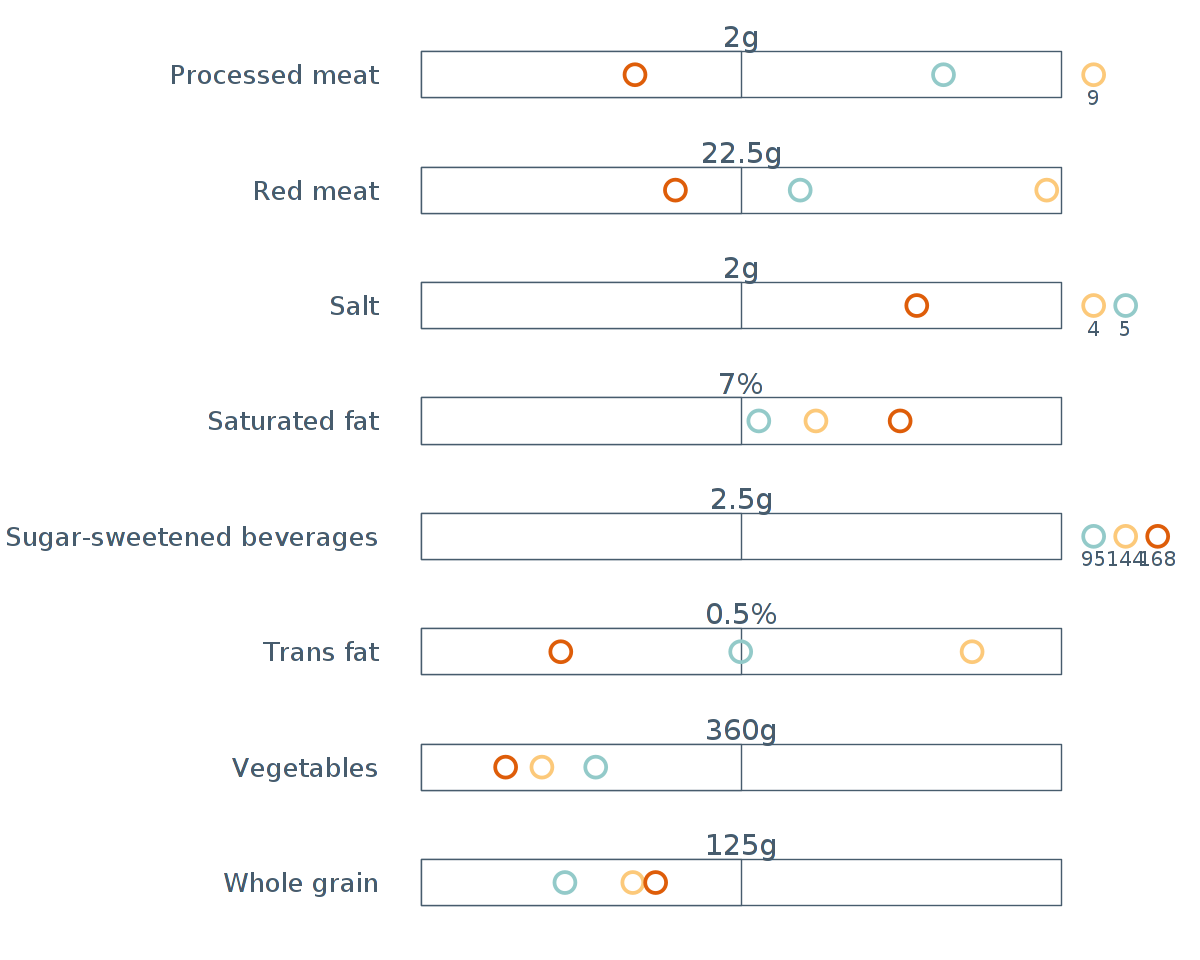 2g
Processed meat
9
22.5g
Red meat
2g
Salt
4 5
7%
Saturated fat
2.5g
Sugar-sweetened beverages
95 144 168
0.5%
Trans fat
360g
Vegetables
125g
Whole grain